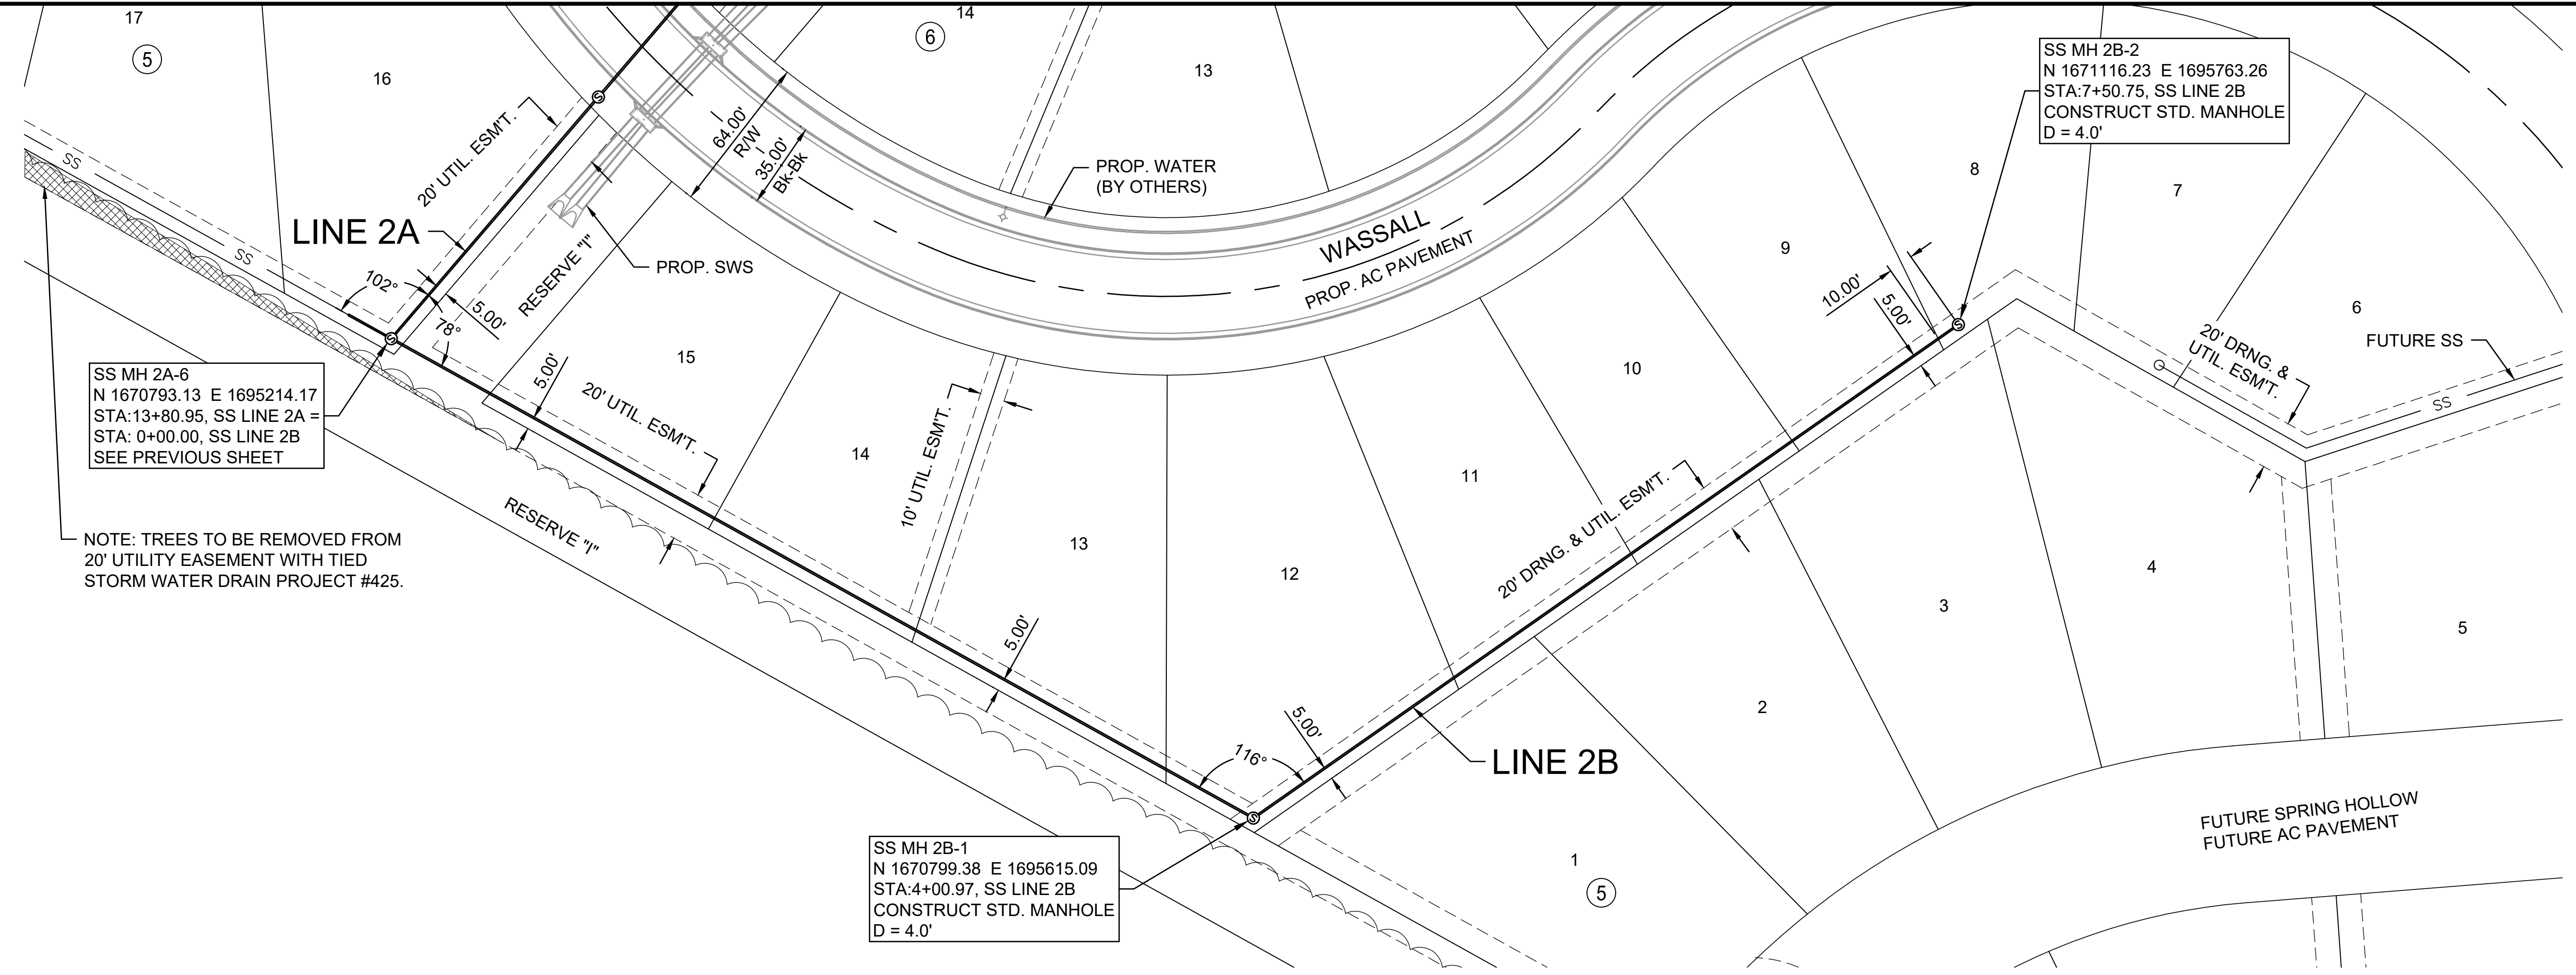 17
5
16
20' UTIL. ESM'T.
LINE 2A
SS
SS
102°
78°
5.00'
RESERVE "I"
PROP. SWS
64.00'
R/W
35.00'
Bk-Bk
6
14
13
PROP. WATER
(BY OTHERS)
WASSALL
PROP. AC PAVEMENT
SS MH 2B-2
N 1671116.23 E 1695763.26
STA:7+50.75, SS LINE 2B
CONSTRUCT STD. MANHOLE
D = 4.0'
8
7
9
10.00'
5.00'
6
20' DRNG. &
UTIL. ESM'T.
FUTURE SS
SS
SS MH 2A-6
N 1670793.13 E 1695214.17
STA:13+80.95, SS LINE 2A =
STA: 0+00.00, SS LINE 2B
SEE PREVIOUS SHEET
15
5.00'
20' UTIL. ESM'T.
14
10' UTIL. ESM'T.
10
11
20' DRNG. & UTIL. ESM'T.
RESERVE "I"
NOTE: TREES TO BE REMOVED FROM
20' UTILITY EASEMENT WITH TIED
STORM WATER DRAIN PROJECT #425.
13
12
5.00'
4
3
5
2
5.00'
116°
LINE 2B
SS MH 2B-1
N 1670799.38 E 1695615.09
STA:4+00.97, SS LINE 2B
CONSTRUCT STD. MANHOLE
D = 4.0'
1
5
FUTURE SPRING HOLLOW
FUTURE AC PAVEMENT